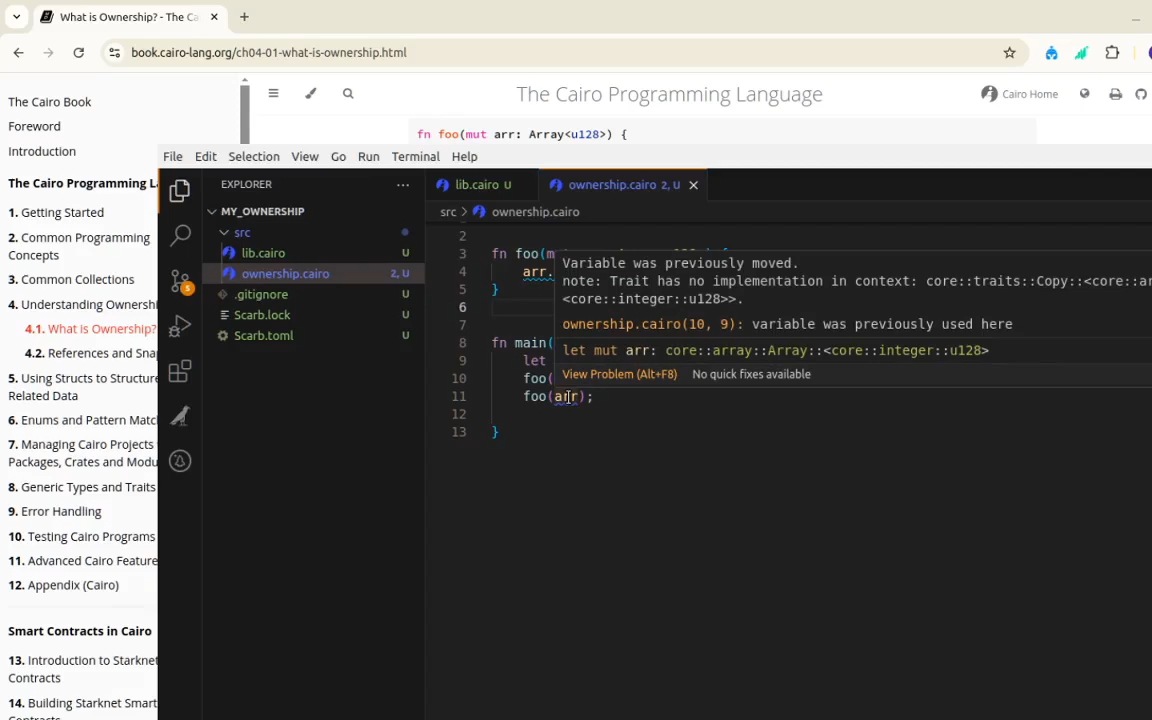 What is Ownership? - The Ca
book.cairo-lang.org/ch04-01-what-is-ownership.html
The Cairo Book
Foreword
Introduction
The Cairo Programming La
1. Getting Started
2. Common Programming
Concepts
3. Common Collections
4. Understanding Ownershi
4.1. What is Ownership?
4.2. References and Snap
5. Using Structs to Structure
Related Data
6. Enums and Pattern Match
7. Managing Cairo Projects
Packages, Crates and Modu
8. Generic Types and Traits
9. Error Handling
10. Testing Cairo Programs
11. Advanced Cairo Feature
12. Appendix (Cairo)
Smart Contracts in Cairo
13. Introduction to Starknet
Contracts
14. Building Starknet Smart
Contracts
The Cairo Programming Language
Cairo Home
fn foo(mut arr: Array<u128>) {
File Edit Selection View Go Run Terminal Help
EXPLORER
MY_OWNERSHIP
src
lib.cairo U
ownership.cairo 2, U
.gitignore U
Scarb.lock U
Scarb.toml U
5
lib.cairo U
ownership.cairo 2, U
src > ownership.cairo
2
3 fn foo(m
4 arr.
5 }
6
7
8 fn main(
9 let
10 foo(
11 foo(arr);
12
13 }
Variable was previously moved.
note: Trait has no implementation in context: core::traits::Copy::<core::ar
<core::integer::u128>>.
ownership.cairo(10, 9): variable was previously used here
let mut arr: core::array::Array::<core::integer::u128>
View Problem (Alt+F8) No quick fixes available